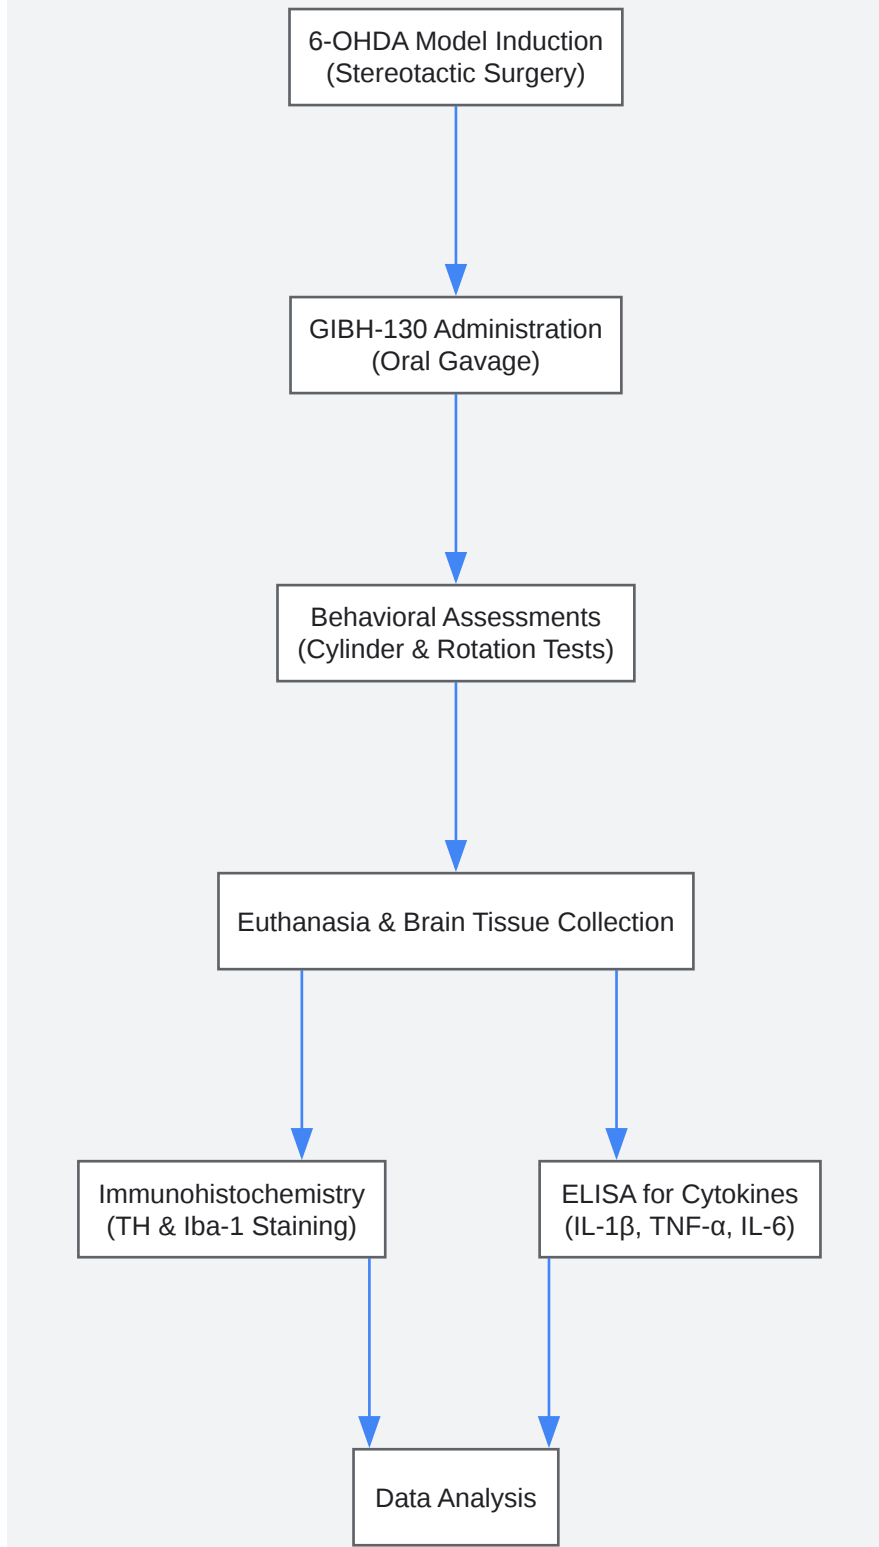 6-OHDA Model Induction
(Stereotactic Surgery)
GIBH-130 Administration
(Oral Gavage)
Behavioral Assessments
(Cylinder & Rotation Tests)
Euthanasia & Brain Tissue Collection
Immunohistochemistry
(TH & Iba-1 Staining)
ELISA for Cytokines
(IL-1β, TNF-α, IL-6)
Data Analysis